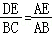 DE/BC = AE/AB